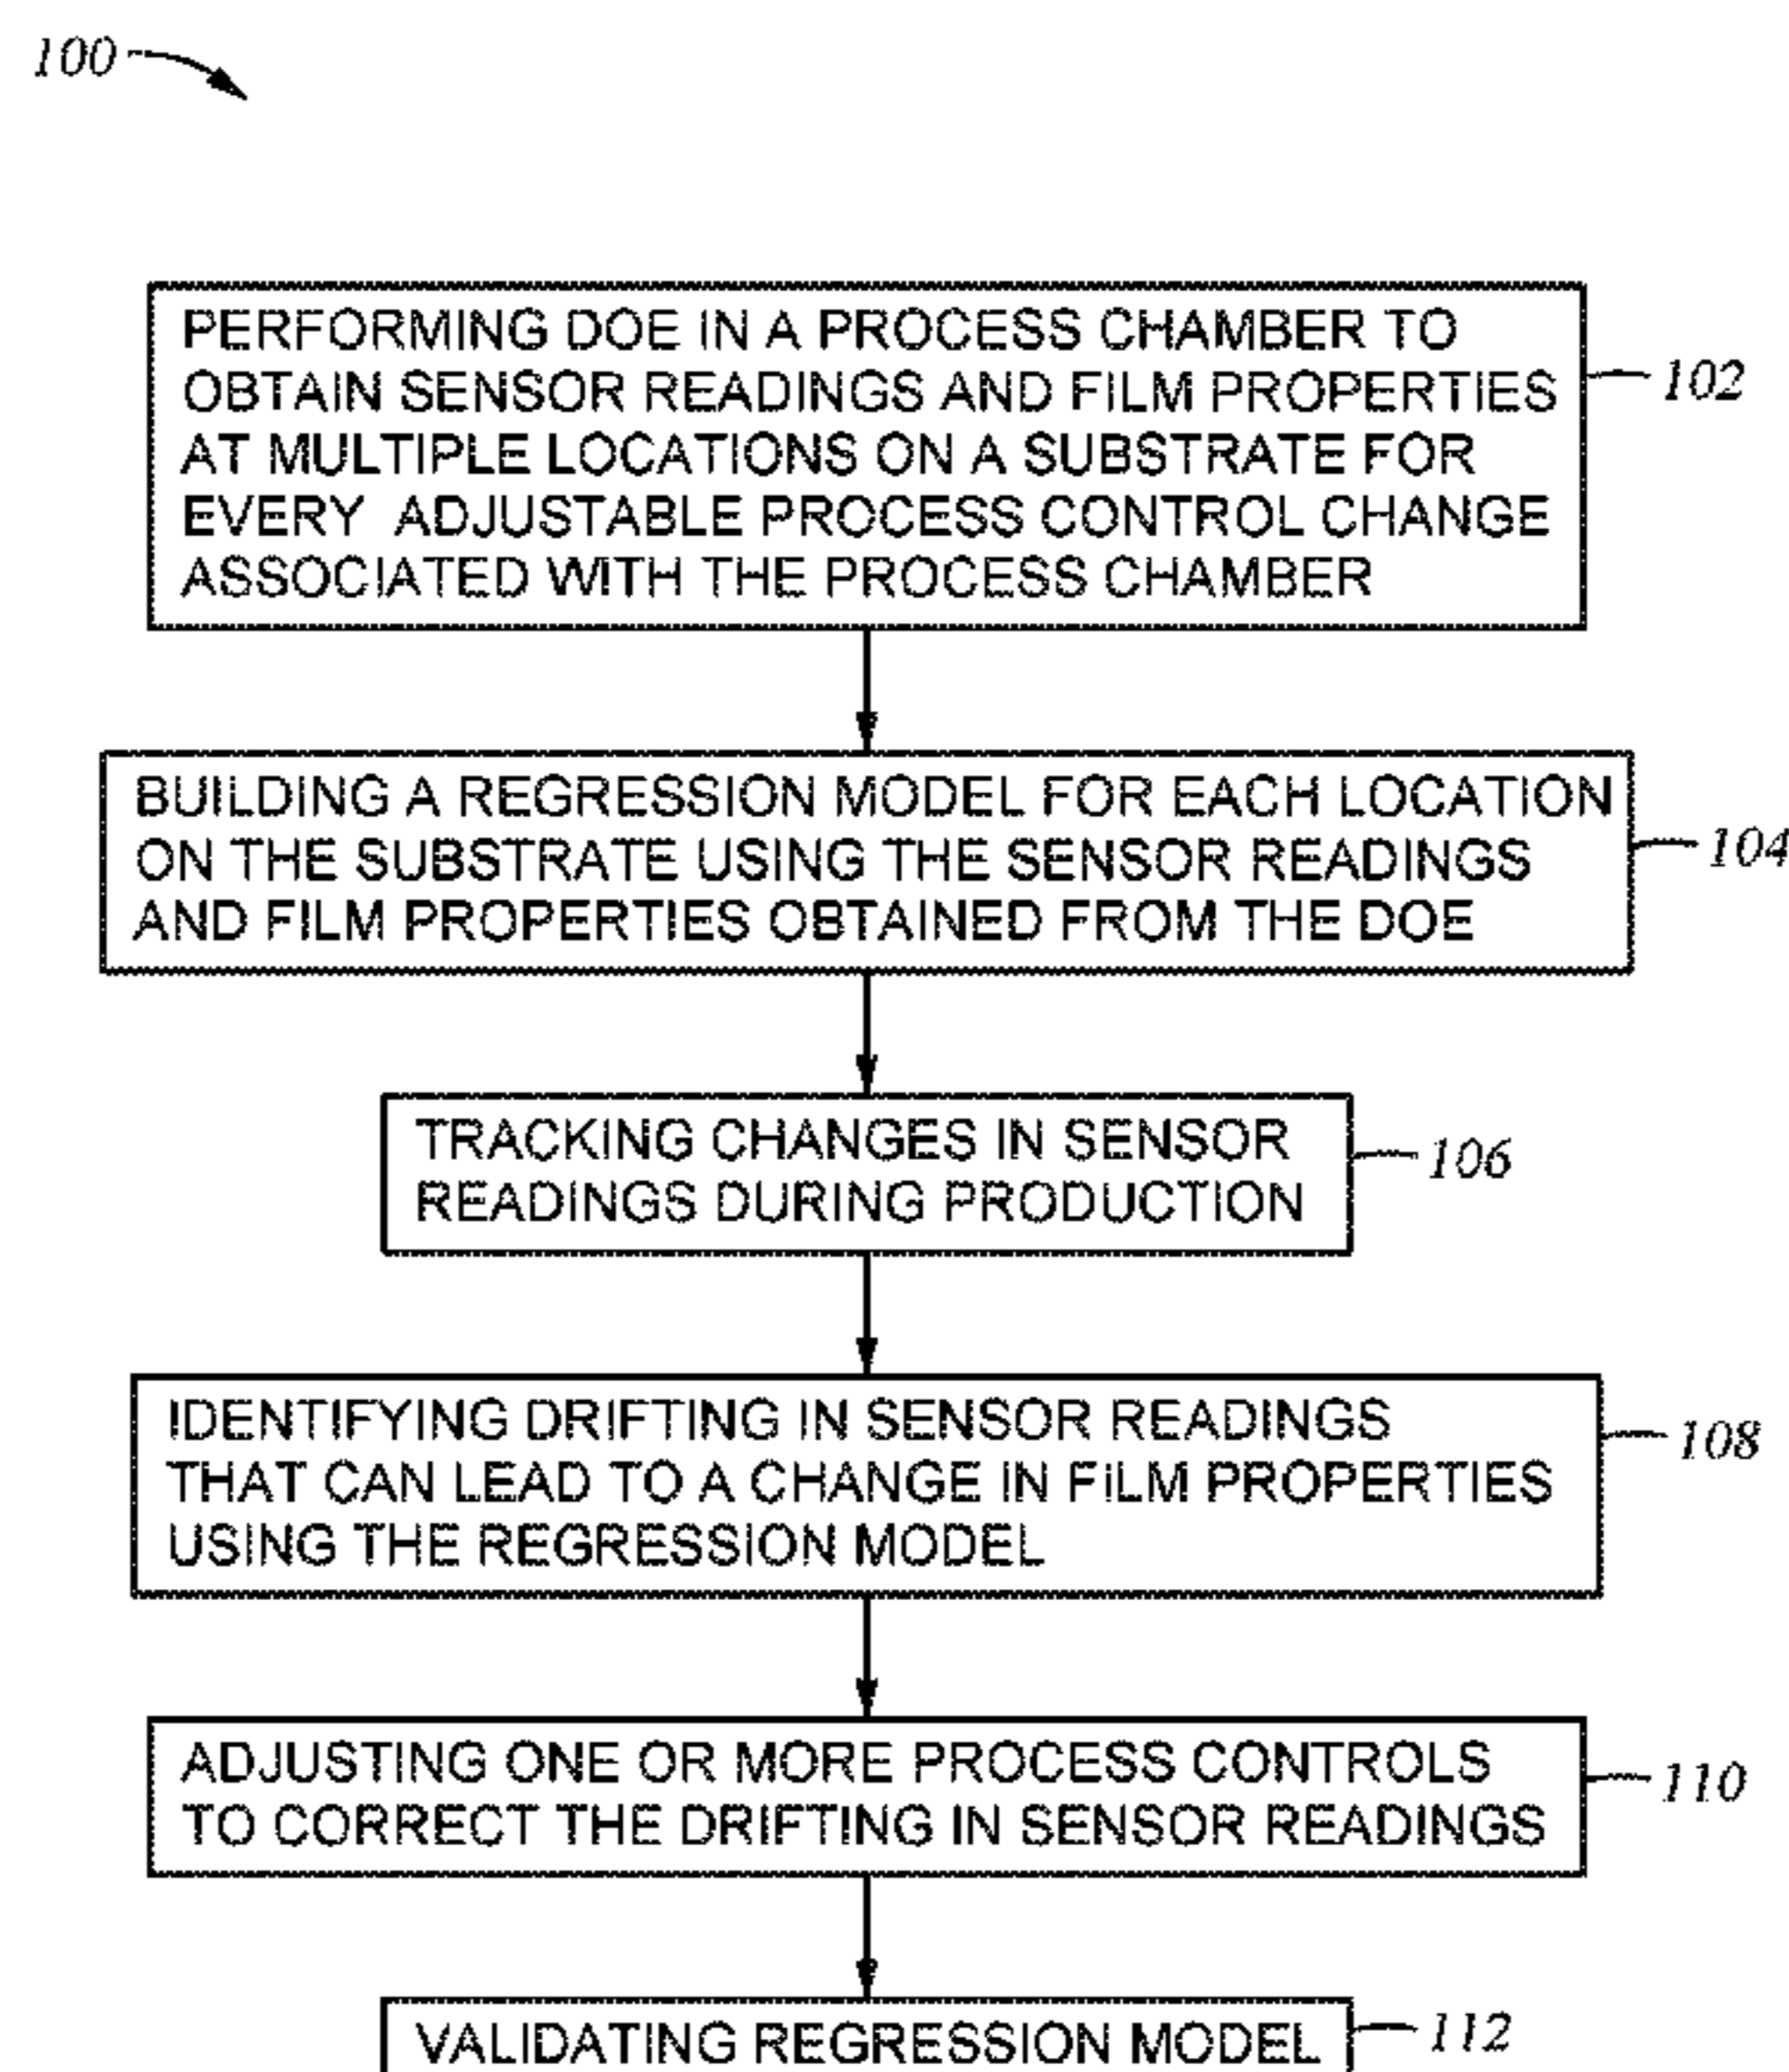 100
PERFORMING DOE IN A PROCESS CHAMBER TO
OBTAIN SENSOR READINGS AND FILM PROPERTIES
AT MULTIPLE LOCATIONS ON A SUBSTRATE FOR
EVERY ADJUSTABLE PROCESS CONTROL CHANGE
ASSOCIATED WITH THE PROCESS CHAMBER
102
BUILDING A REGRESSION MODEL FOR EACH LOCATION
ON THE SUBSTRATE USING THE SENSOR READINGS
AND FILM PROPERTIES OBTAINED FROM THE DOE
104
TRACKING CHANGES IN SENSOR
READINGS DURING PRODUCTION
106
IDENTIFYING DRIFTING IN SENSOR READINGS
THAT CAN LEAD TO A CHANGE IN FILM PROPERTIES
USING THE REGRESSION MODEL
108
ADJUSTING ONE OR MORE PROCESS CONTROLS
TO CORRECT THE DRIFTING IN SENSOR READINGS
110
VALIDATING REGRESSION MODEL
112